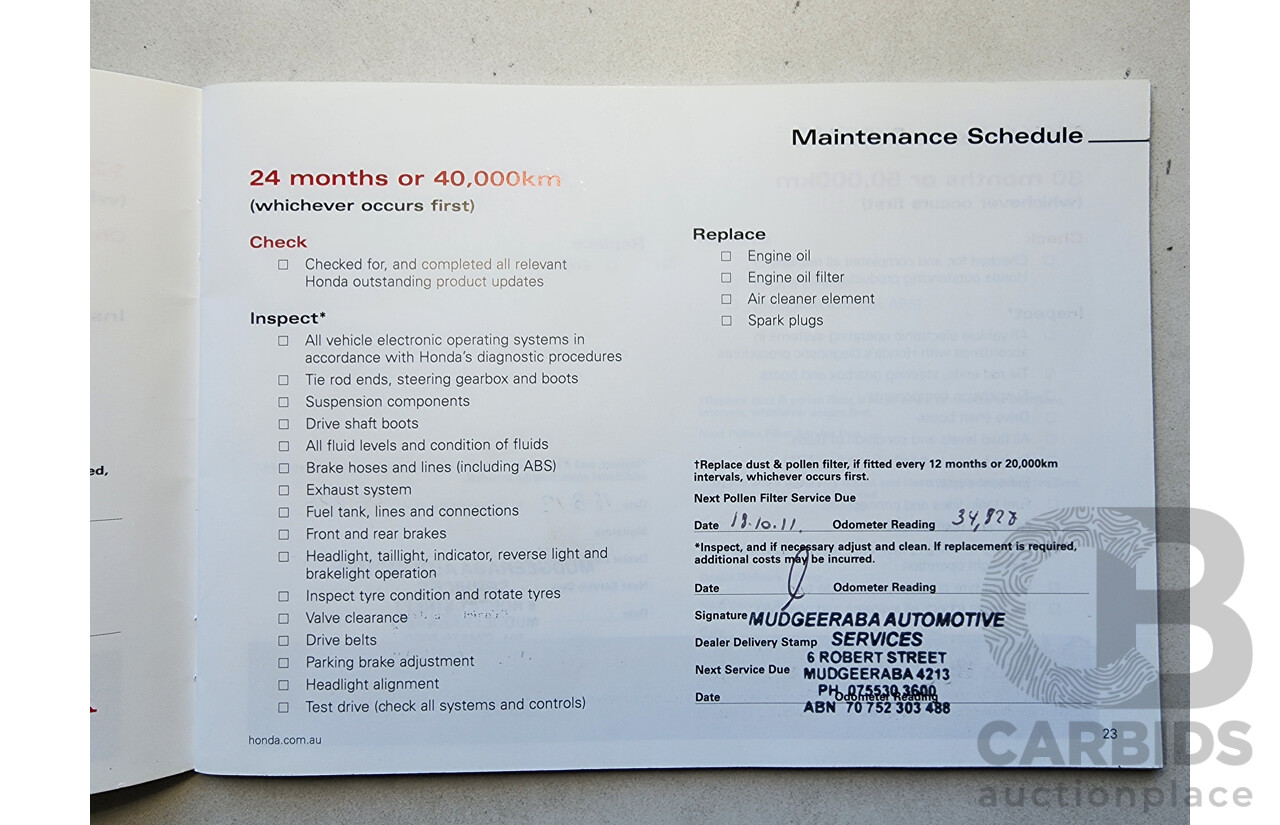 Maintenance Schedule
24 months or 40,000km
(whichever occurs first)
Check
☐ Checked for, and completed all relevant
Honda outstanding product updates
Inspect*
☐ All vehicle electronic operating systems in
accordance with Honda's diagnostic procedures
☐ Tie rod ends, steering gearbox and boots
☐ Suspension components
☐ Drive shaft boots
☐ All fluid levels and condition of fluids
☐ Brake hoses and lines (including ABS)
☐ Exhaust system
☐ Fuel tank, lines and connections
☐ Front and rear brakes
☐ Headlight, taillight, indicator, reverse light and
brakelight operation
☐ Inspect tyre condition and rotate tyres
☐ Valve clearance
☐ Drive belts
☐ Parking brake adjustment
☐ Headlight alignment
☐ Test drive (check all systems and controls)
honda.com.au
Replace
☐ Engine oil
☐ Engine oil filter
☐ Air cleaner element
☐ Spark plugs
†Replace dust & pollen filter, if fitted every 12 months or 20,000km
intervals, whichever occurs first.
Next Pollen Filter Service Due
Date Odometer Reading
*Inspect, and if necessary adjust and clean. If replacement is required,
additional costs may be incurred.
Date Odometer Reading
Signature
Dealer Delivery Stamp
Next Service Due
Date Odometer Reading
MUDGEERABA AUTOMOTIVE
SERVICES
6 ROBERT STREET
MUDGEERABA 4213
PH 075530 3600
ABN 70 752 303 488
23
ed,
CB
CARBIDS
auctionplace